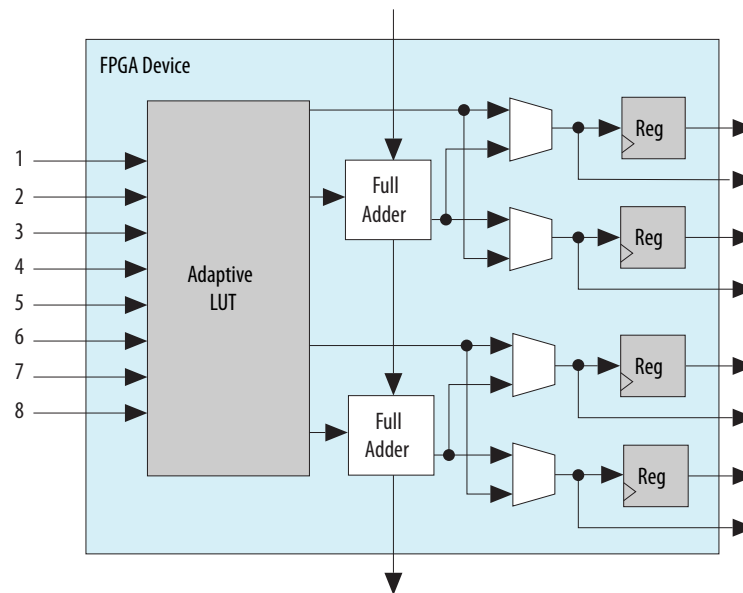 FPGA Device
1
2
3
4
5
6
7
8
Adaptive
LUT
Full
Adder
Full
Adder
Reg
Reg
Reg
Reg